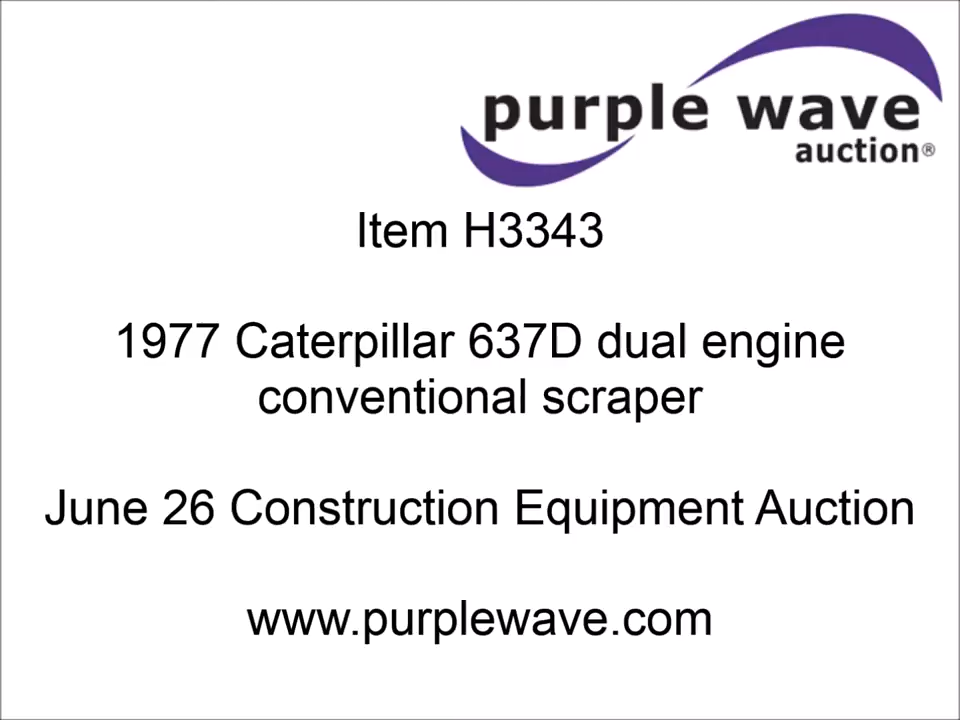 purple wave
auction®
Item H3343
1977 Caterpillar 637D dual engine
conventional scraper
June 26 Construction Equipment Auction
www.purplewave.com